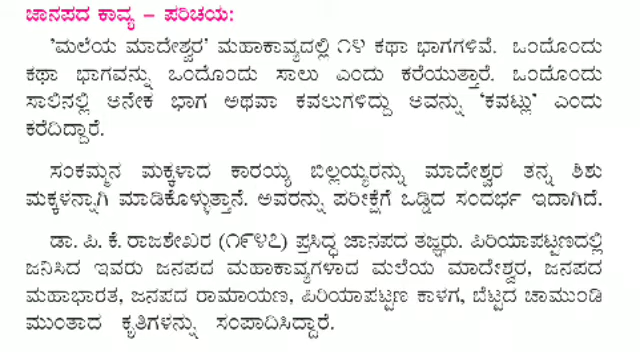 ಜಾನಪದ ಕಾವ್ಯ – ಪರಿಚಯ:
'ಮಲೆಯ ಮಾದೇಶ್ವರ' ಮಹಾಕಾವ್ಯದಲ್ಲಿ ೧೪ ಕಥಾ ಭಾಗಗಳಿವೆ. ಒಂದೊಂದು
ಕಥಾ ಭಾಗವನ್ನು ಒಂದೊಂದು ಸಾಲು ಎಂದು ಕರೆಯುತ್ತಾರೆ. ಒಂದೊಂದು
ಸಾಲಿನಲ್ಲಿ ಅನೇಕ ಭಾಗ ಅಥವಾ ಕವಲುಗಳಿದ್ದು ಅವನ್ನು 'ಕವಟ್ಲು' ಎಂದು
ಕರೆದಿದ್ದಾರೆ.
ಸಂಕಮ್ಮನ ಮಕ್ಕಳಾದ ಕಾರಯ್ಯ ಬಿಲ್ಲಯ್ಯರನ್ನು ಮಾದೇಶ್ವರ ತನ್ನ ಶಿಶು
ಮಕ್ಕಳನ್ನಾಗಿ ಮಾಡಿಕೊಳ್ಳುತ್ತಾನೆ. ಅವರನ್ನು ಪರೀಕ್ಷೆಗೆ ಒಡ್ಡಿದ ಸಂದರ್ಭ ಇದಾಗಿದೆ.
ಡಾ. ಪಿ. ಕೆ. ರಾಜಶೇಖರ (೧೯೪೭) ಪ್ರಸಿದ್ಧ ಜಾನಪದ ತಜ್ಞರು. ಪಿರಿಯಾಪಟ್ಟಣದಲ್ಲಿ
ಜನಿಸಿದ ಇವರು ಜನಪದ ಮಹಾಕಾವ್ಯಗಳಾದ ಮಲೆಯ ಮಾದೇಶ್ವರ, ಜನಪದ
ಮಹಾಭಾರತ, ಜನಪದ ರಾಮಾಯಣ, ಪಿರಿಯಾಪಟ್ಟಣ ಕಾಳಗ, ಬೆಟ್ಟದ ಚಾಮುಂಡಿ
ಮುಂತಾದ ಕೃತಿಗಳನ್ನು ಸಂಪಾದಿಸಿದ್ದಾರೆ.